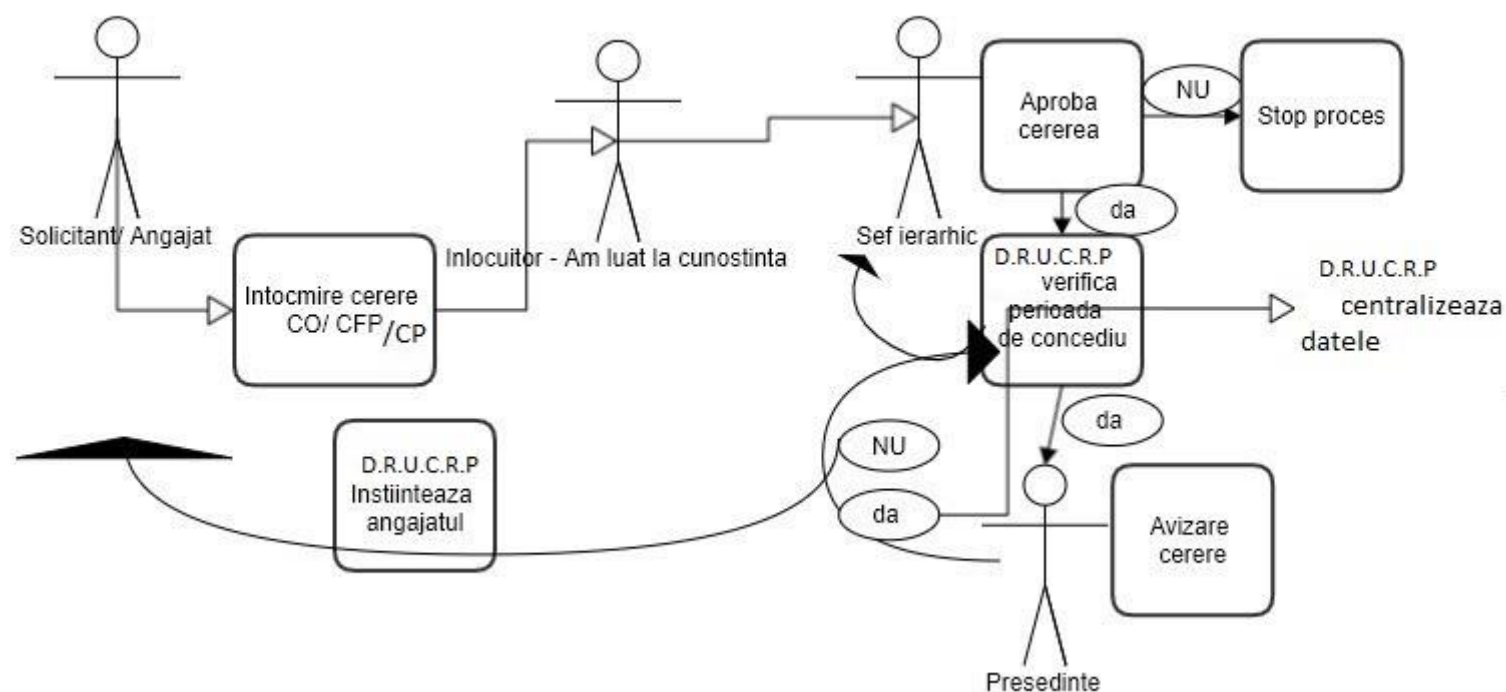 Solicitant/ Angajat
Intocmire cerere
CO/ CFP/CP
Inlocuitor - Am luat la cunostinta
Sef ierarhic
Aproba
cererea
NU
Stop proces
da
D.R.U.C.R.P
verifica
perioada
de concediu
D.R.U.C.R.P
centralizeaza
datele
da
D.R.U.C.R.P
Instiinteaza
angajatul
NU
da
Avizare
cerere
Presedinte